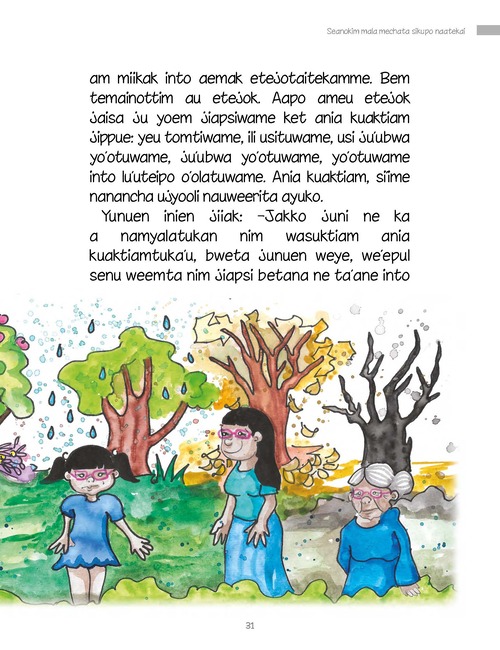 Seanokim mala mechata sikupo naatekai
am miikak into aemak etejotaitekamme. Bem
temainottim au etejok. Aapo ameu etejok
jaisa ju yoem jiapsiwame ket ania kuaktiam
jippue: yeu tomtiwame, ili usituwame, usi ju'ubwa
yo'otuwame, ju'ubwa yo'otuwame, yo'otuwame
into lu'uteipo o'olatuwame. Ania kuaktiam, siime
nanancha ujyooli nauweerita ayuko.
Yunuen inien jiiak: –Jakko juni ne ka
a namyalatukan nim wasuktiam ania
kuaktiamtuka'u, bweta junuen weye, we'epul
senu weemta nim jiapsi betana ne ta'ane into
31